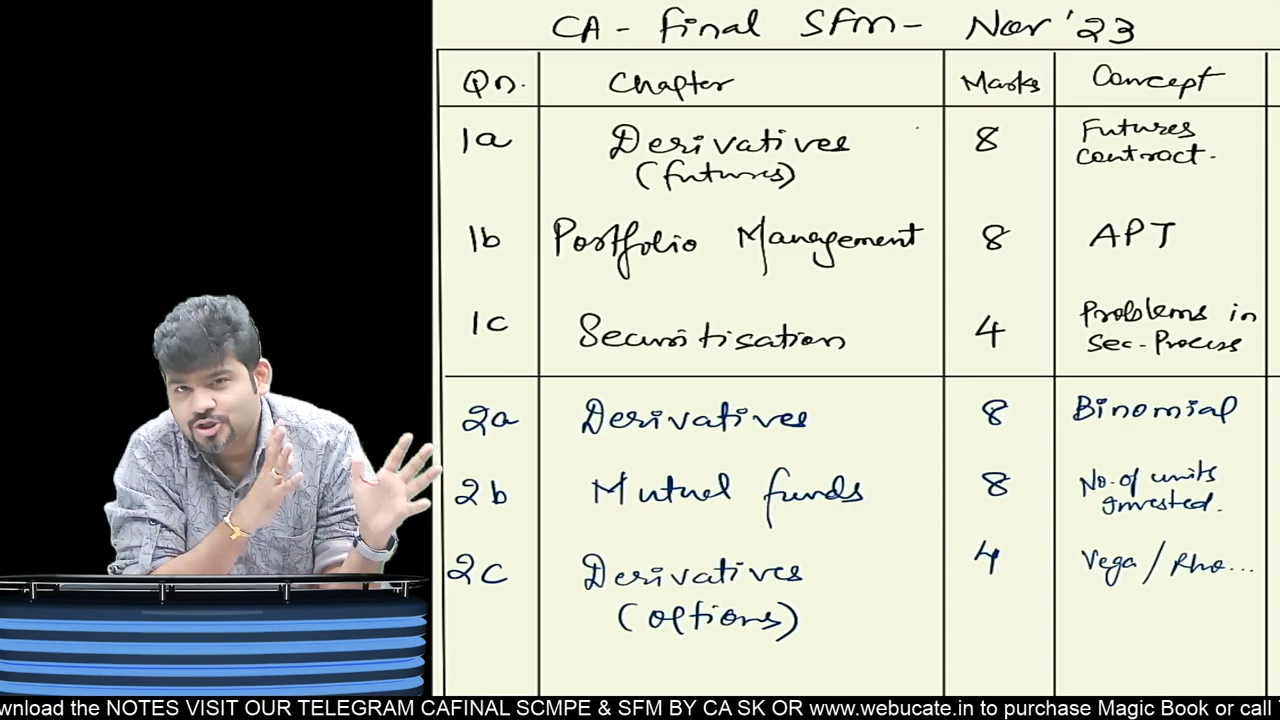 CA - Final SFM - Nov '23
Qn. Chapter Marks Concept
1a Derivatives (futures) 8 Futures contract.
1b Portfolio Management 8 APT
1c Securitisation 4 Problems in Sec-Process
2a Derivatives 8 Binomial
2b Mutual funds 8 No. of units invested.
2c Derivatives (options) 4 Vega / Rho...
wnload the NOTES VISIT OUR TELEGRAM CAFINAL SCMPE & SFM BY CA SK OR www.webucate.in to purchase Magic Book or call